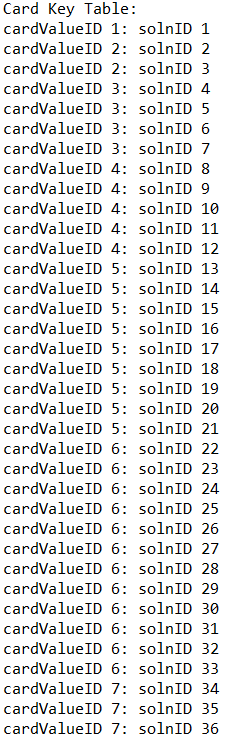 Card Key Table:
cardValueID 1: solnID 1
cardValueID 2: solnID 2
cardValueID 2: solnID 3
cardValueID 3: solnID 4
cardValueID 3: solnID 5
cardValueID 3: solnID 6
cardValueID 3: solnID 7
cardValueID 4: solnID 8
cardValueID 4: solnID 9
cardValueID 4: solnID 10
cardValueID 4: solnID 11
cardValueID 4: solnID 12
cardValueID 5: solnID 13
cardValueID 5: solnID 14
cardValueID 5: solnID 15
cardValueID 5: solnID 16
cardValueID 5: solnID 17
cardValueID 5: solnID 18
cardValueID 5: solnID 19
cardValueID 5: solnID 20
cardValueID 5: solnID 21
cardValueID 6: solnID 22
cardValueID 6: solnID 23
cardValueID 6: solnID 24
cardValueID 6: solnID 25
cardValueID 6: solnID 26
cardValueID 6: solnID 27
cardValueID 6: solnID 28
cardValueID 6: solnID 29
cardValueID 6: solnID 30
cardValueID 6: solnID 31
cardValueID 6: solnID 32
cardValueID 6: solnID 33
cardValueID 7: solnID 34
cardValueID 7: solnID 35
cardValueID 7: solnID 36